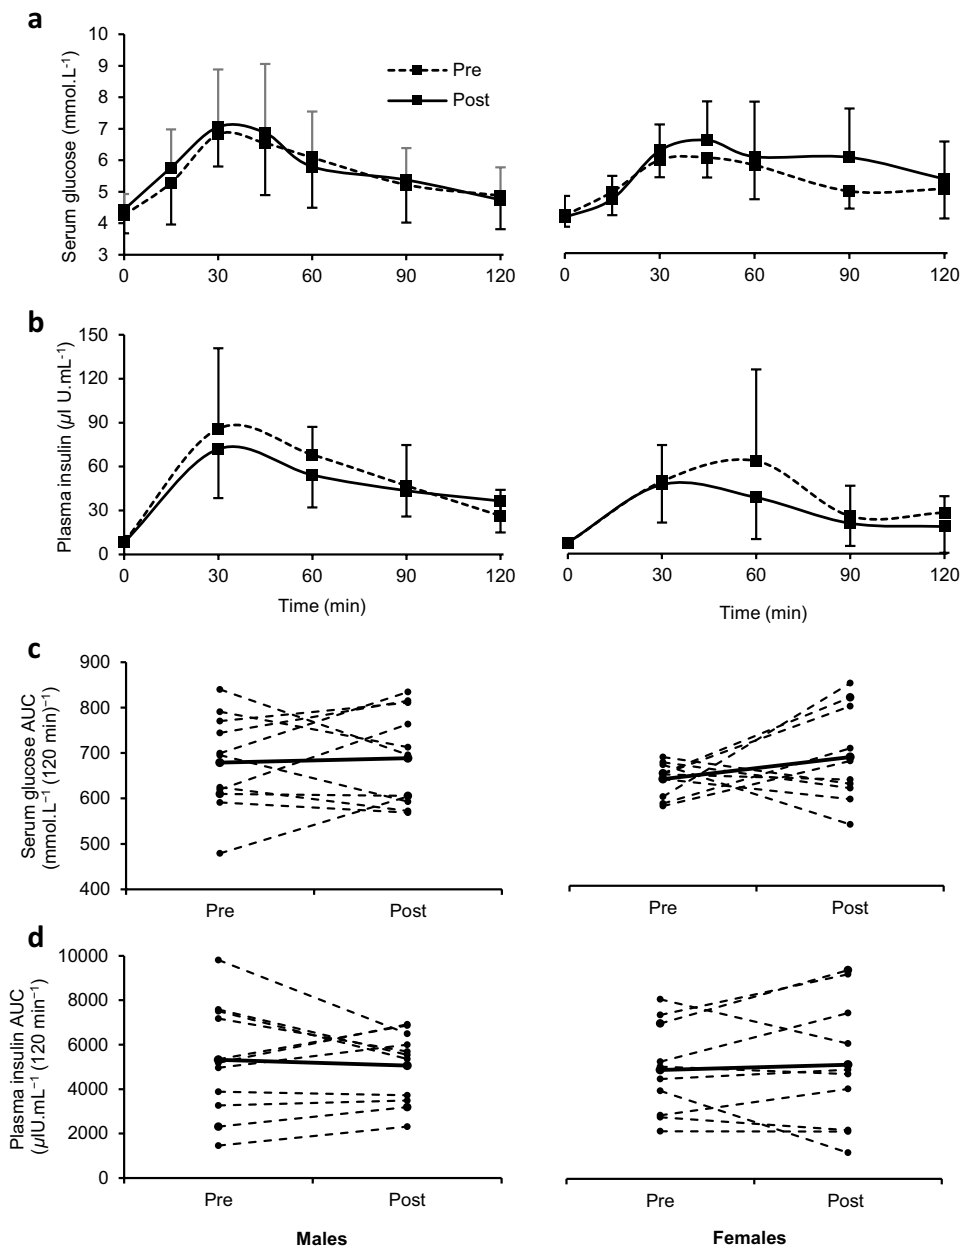 a
10
9
8
7
6
5
4
3
Serum glucose (mmol.L⁻¹)
Pre
Post
0 30 60 90 120
0 30 60 90 120
b
150
120
90
60
30
0
Plasma insulin (µI U.mL⁻¹)
0 30 60 90 120
Time (min)
0 30 60 90 120
Time (min)
c
900
800
700
600
500
400
Serum glucose AUC
(mmol.L⁻¹ (120 min)⁻¹)
Pre Post
Pre Post
d
10000
8000
6000
4000
2000
0
Plasma insulin AUC
(µIU.mL⁻¹ (120 min⁻¹)
Pre Post
Males
Pre Post
Females